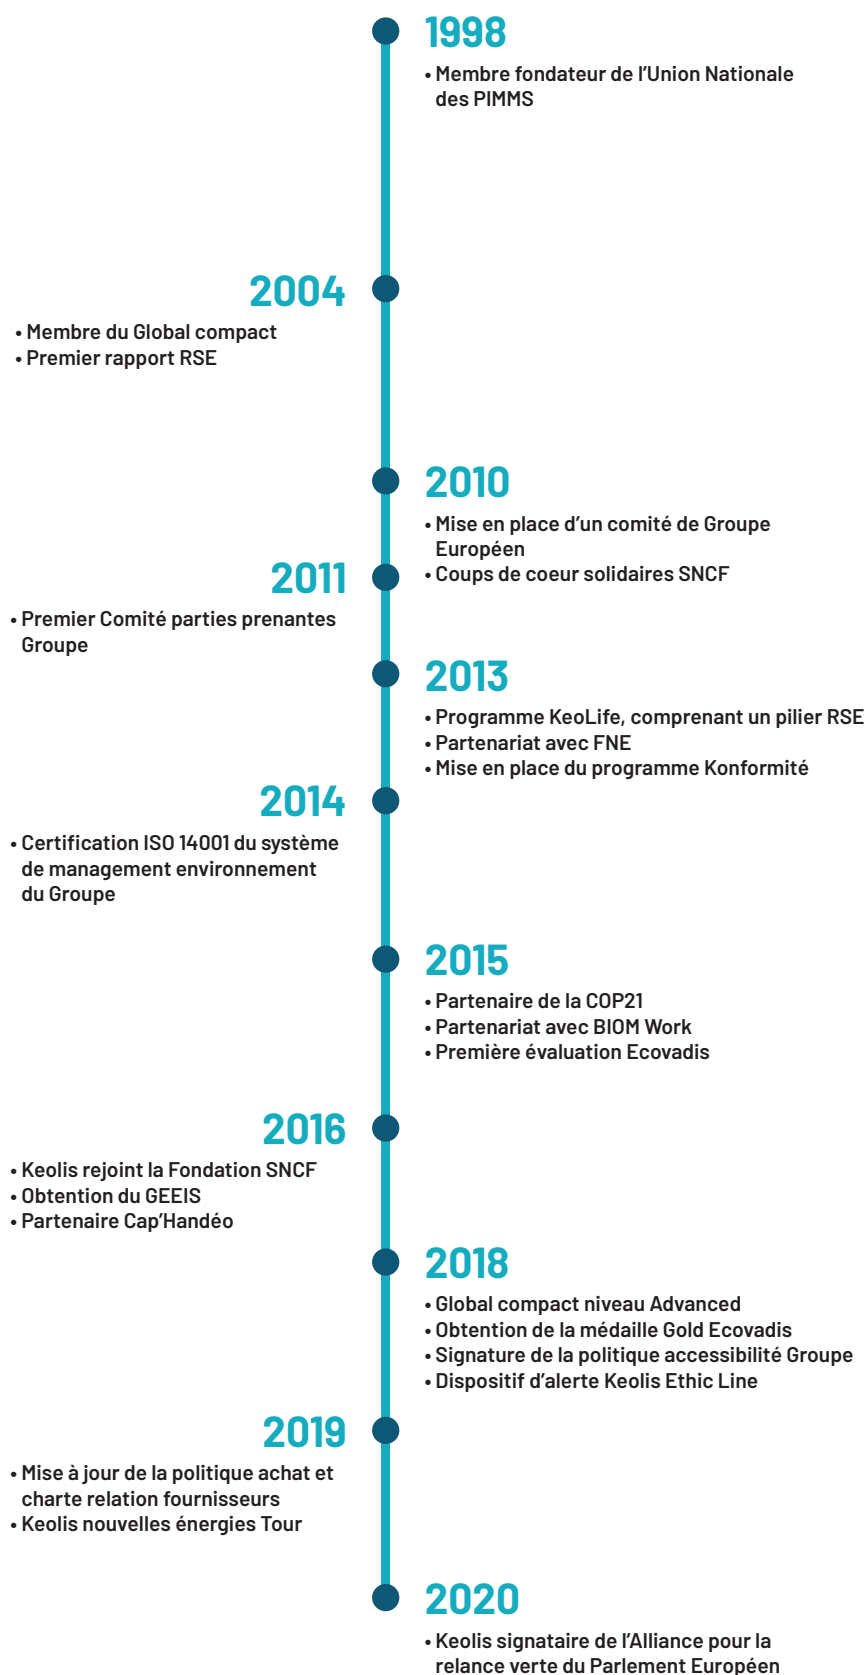 1998
• Membre fondateur de l'Union Nationale
des PIMMS
2004
• Membre du Global compact
• Premier rapport RSE
2010
• Mise en place d'un comité de Groupe
Européen
• Coups de coeur solidaires SNCF
2011
• Premier Comité parties prenantes
Groupe
2013
• Programme KeoLife, comprenant un pilier RSE
• Partenariat avec FNE
• Mise en place du programme Konformité
2014
• Certification ISO 14001 du système
de management environnement
du Groupe
2015
• Partenaire de la COP21
• Partenariat avec BIOM Work
• Première évaluation Ecovadis
2016
• Keolis rejoint la Fondation SNCF
• Obtention du GEEIS
• Partenaire Cap'Handéo
2018
• Global compact niveau Advanced
• Obtention de la médaille Gold Ecovadis
• Signature de la politique accessibilité Groupe
• Dispositif d'alerte Keolis Ethic Line
2019
• Mise à jour de la politique achat et
charte relation fournisseurs
• Keolis nouvelles énergies Tour
2020
• Keolis signataire de l'Alliance pour la
relance verte du Parlement Européen